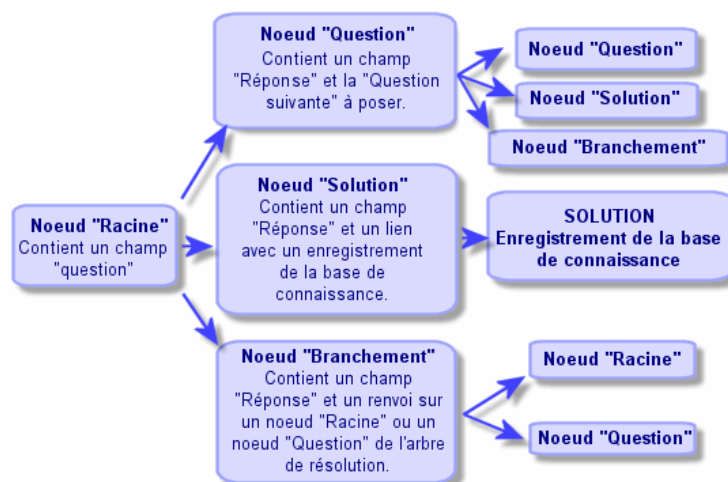 Noeud "Racine"
Contient un champ
"question"
Noeud "Question"
Contient un champ
"Réponse" et la "Question
suivante" à poser.
Noeud "Question"
Noeud "Solution"
Noeud "Branchement"
Noeud "Solution"
Contient un champ
"Réponse" et un lien
avec un enregistrement
de la base de
connaissance.
SOLUTION
Enregistrement de la base
de connaissance
Noeud "Branchement"
Contient un champ
"Réponse" et un renvoi sur
un noeud "Racine" ou un
noeud "Question" de l'arbre
de résolution.
Noeud "Racine"
Noeud "Question"